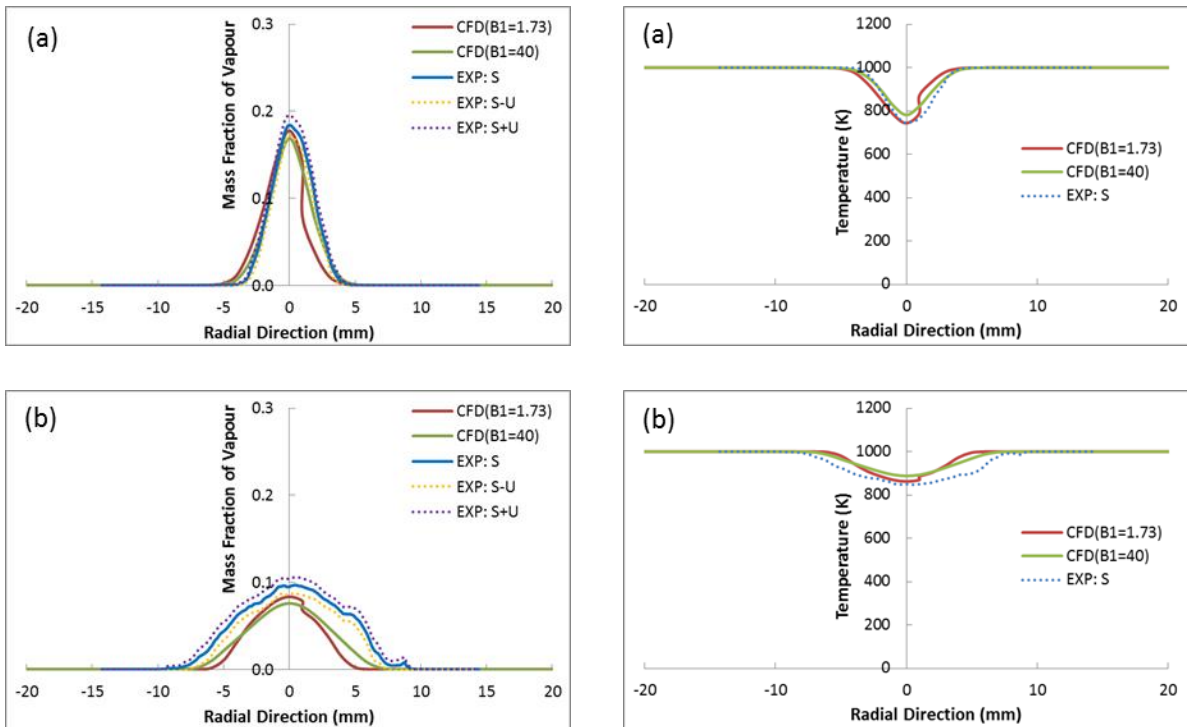 (a)
Mass Fraction of Vapour
0.3
0.2
0.1
0.0
CFD(B1=1.73)
CFD(B1=40)
EXP: S
EXP: S-U
EXP: S+U
-20 -15 -10 -5 0 5 10 15 20
Radial Direction (mm)
(a)
Temperature (K)
1200
1000
800
600
400
200
0
CFD(B1=1.73)
CFD(B1=40)
EXP: S
-20 -10 0 10 20
Radial Direction (mm)
(b)
Mass Fraction of Vapour
0.3
0.2
0.1
0.0
CFD(B1=1.73)
CFD(B1=40)
EXP: S
EXP: S-U
EXP: S+U
-20 -15 -10 -5 0 5 10 15 20
Radial Direction (mm)
(b)
Temperature (K)
1200
1000
800
600
400
200
0
CFD(B1=1.73)
CFD(B1=40)
EXP: S
-20 -10 0 10 20
Radial Direction (mm)